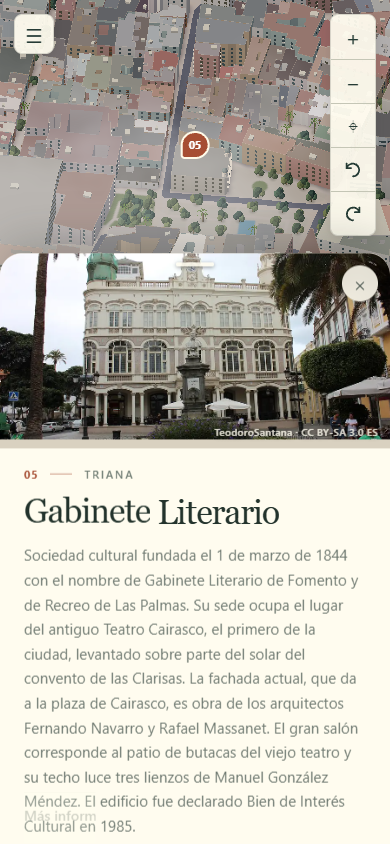 05
TeodoroSantana · CC BY-SA 3.0 ES
05 — TRIANA
Gabinete Literario
Sociedad cultural fundada el 1 de marzo de 1844
con el nombre de Gabinete Literario de Fomento y
de Recreo de Las Palmas. Su sede ocupa el lugar
del antiguo Teatro Cairasco, el primero de la
ciudad, levantado sobre parte del solar del
convento de las Clarisas. La fachada actual, que da
a la plaza de Cairasco, es obra de los arquitectos
Fernando Navarro y Rafael Massanet. El gran salón
corresponde al patio de butacas del viejo teatro y
su techo luce tres lienzos de Manuel González
Méndez. El edificio fue declarado Bien de Interés
Más inform
Cultural en 1985.